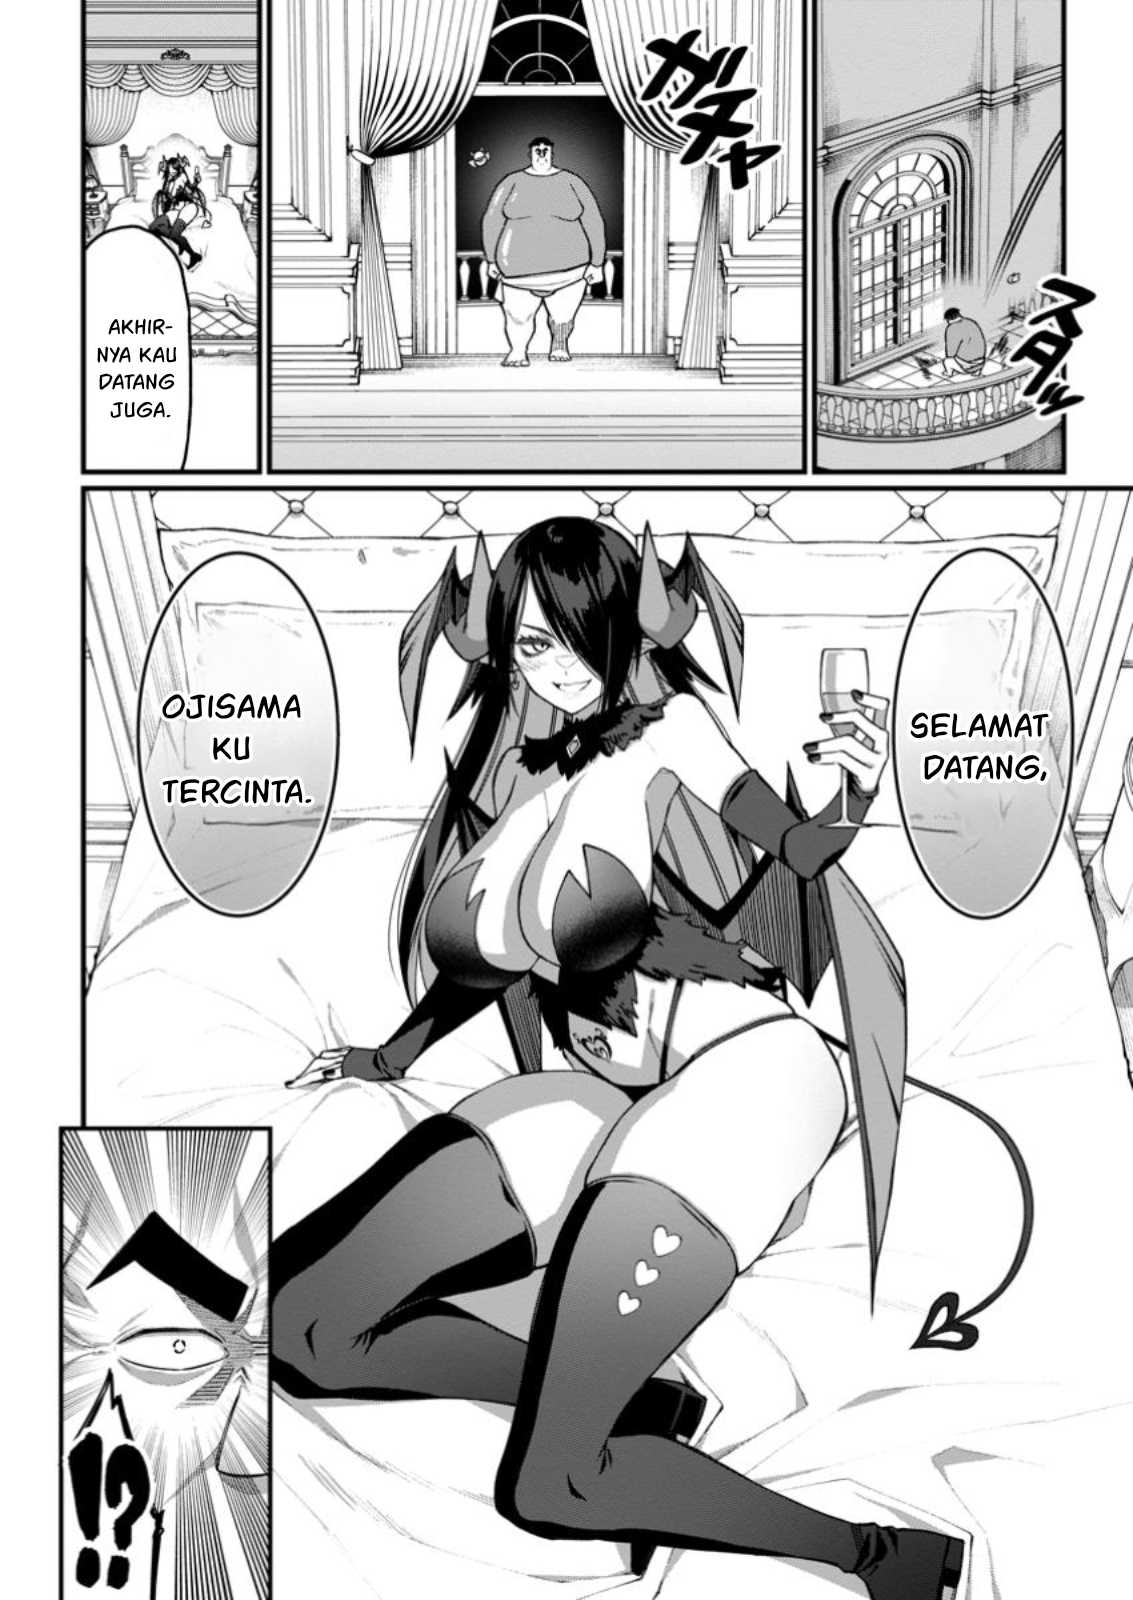 スタッ
ガチャ
AKHIR-
NYA KAU
DATANG
JUGA.
SELAMAT
DATANG,
OJISAMA
KU
TERCINTA.
!?